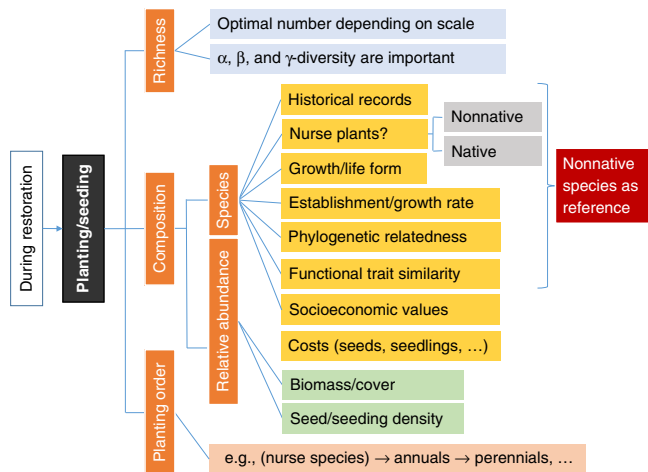 During restoration
Planting/seeding
Richness
Optimal number depending on scale
α, β, and γ-diversity are important
Composition
Species
Historical records
Nurse plants?
Nonnative
Native
Growth/life form
Establishment/growth rate
Phylogenetic relatedness
Functional trait similarity
Socioeconomic values
Costs (seeds, seedlings, …)
Nonnative
species as
reference
Relative abundance
Biomass/cover
Seed/seeding density
Planting order
e.g., (nurse species) → annuals → perennials, …